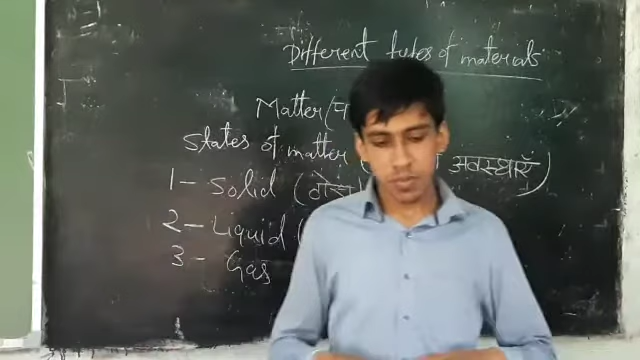 Different types of materials
Matter (प
States of matter ( अवस्थाएँ)
1- Solid (ठोस
2- Liquid (
3- Gas